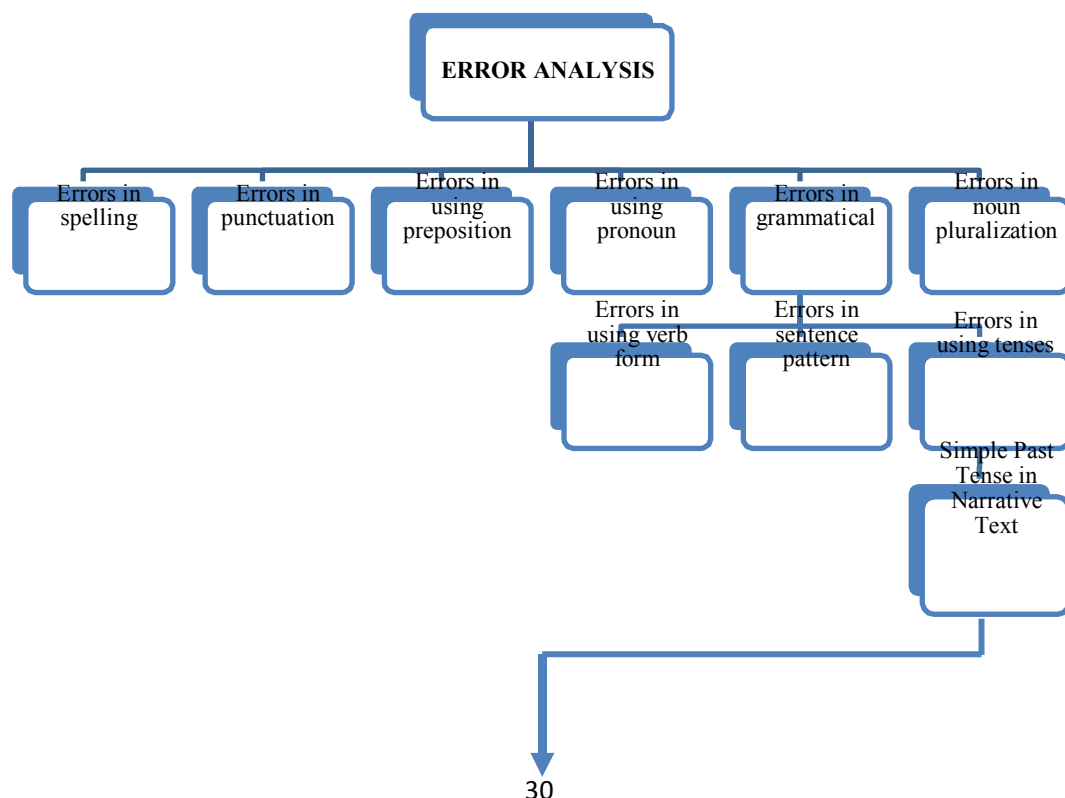 ERROR ANALYSIS
Errors in
spelling
Errors in
punctuation
Errors in
using
preposition
Errors in
using
pronoun
Errors in
grammatical
Errors in
noun
pluralization
Errors in
using verb
form
Errors in
sentence
pattern
Errors in
using tenses
Simple Past
Tense in
Narrative
Text
30